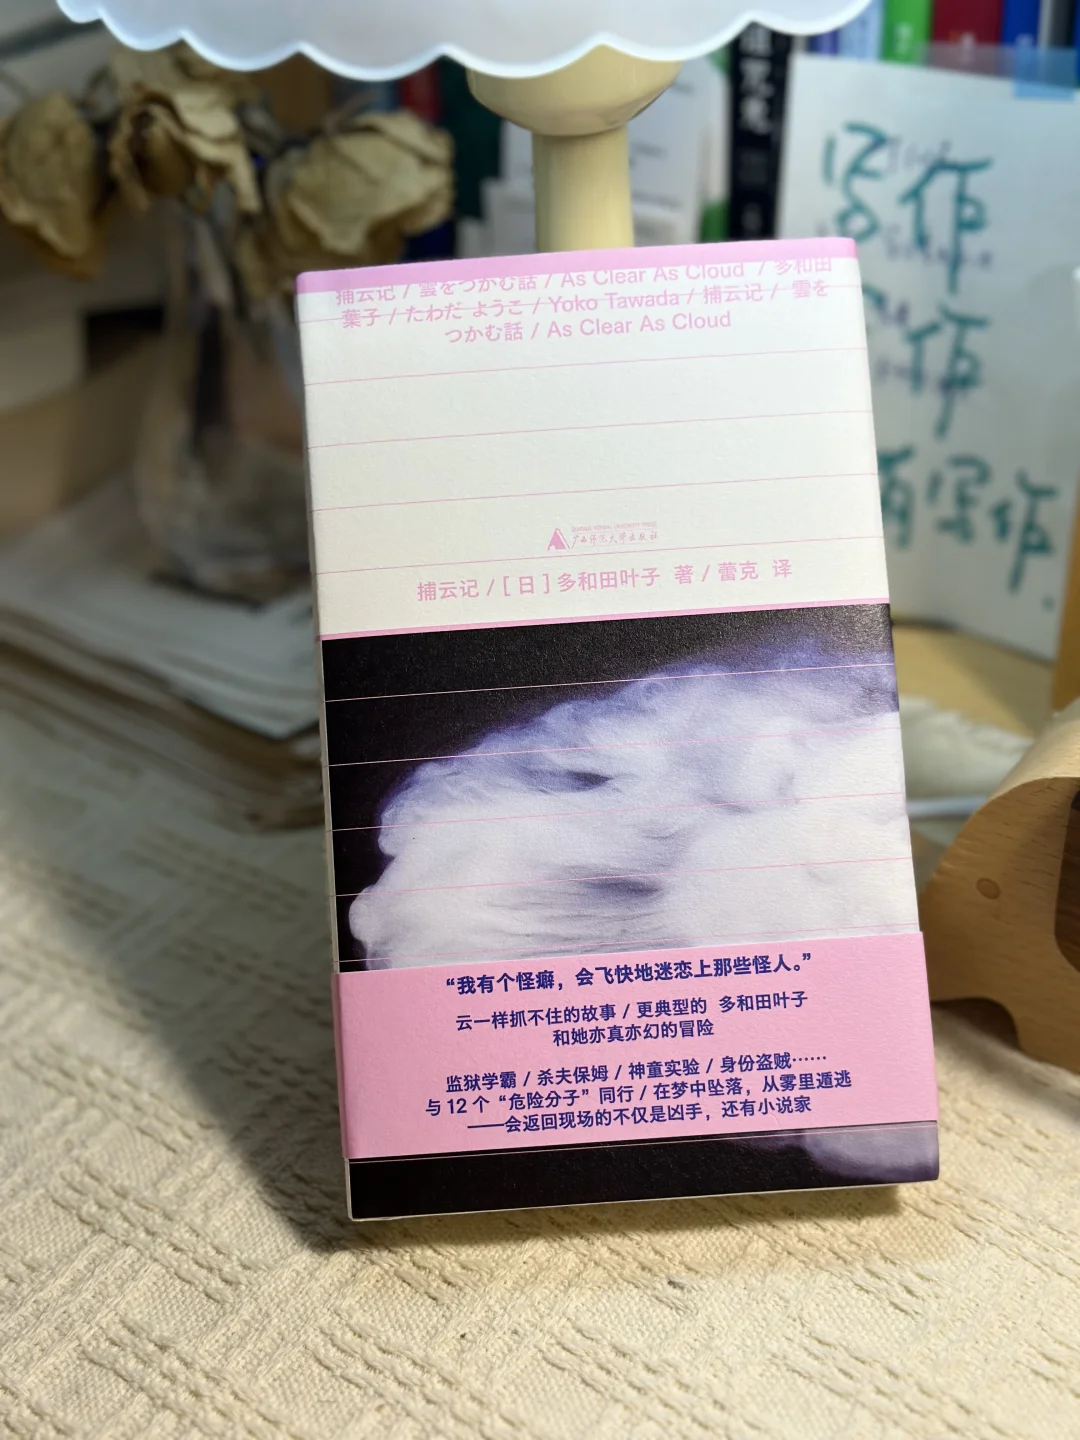 捕云记 / 雲をつかむ話 / As Clear As Cloud / 多和田
葉子 / たわだ ようこ / Yoko Tawada / 捕云记 / 雲を
つかむ話 / As Clear As Cloud
广西师范大学出版社
捕云记 / [ 日 ] 多和田叶子 著 / 蕾克 译
“我有个怪癖，会飞快地迷恋上那些怪人。”
云一样抓不住的故事 / 更典型的 多和田叶子
和她亦真亦幻的冒险
监狱学霸 / 杀夫保姆 / 神童实验 / 身份盗贼……
与 12 个“危险分子”同行 / 在梦中坠落，从雾里遁逃
——会返回现场的不仅是凶手，还有小说家
写作
作
有写作.